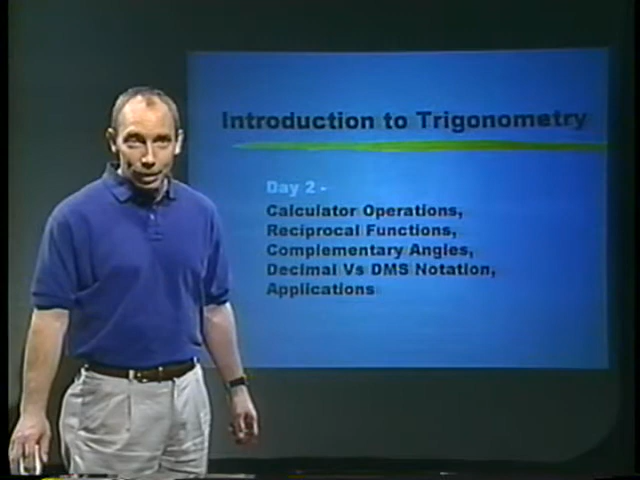 Introduction to Trigonometry
Day 2 -
Calculator Operations,
Reciprocal Functions,
Complementary Angles,
Decimal Vs DMS Notation,
Applications